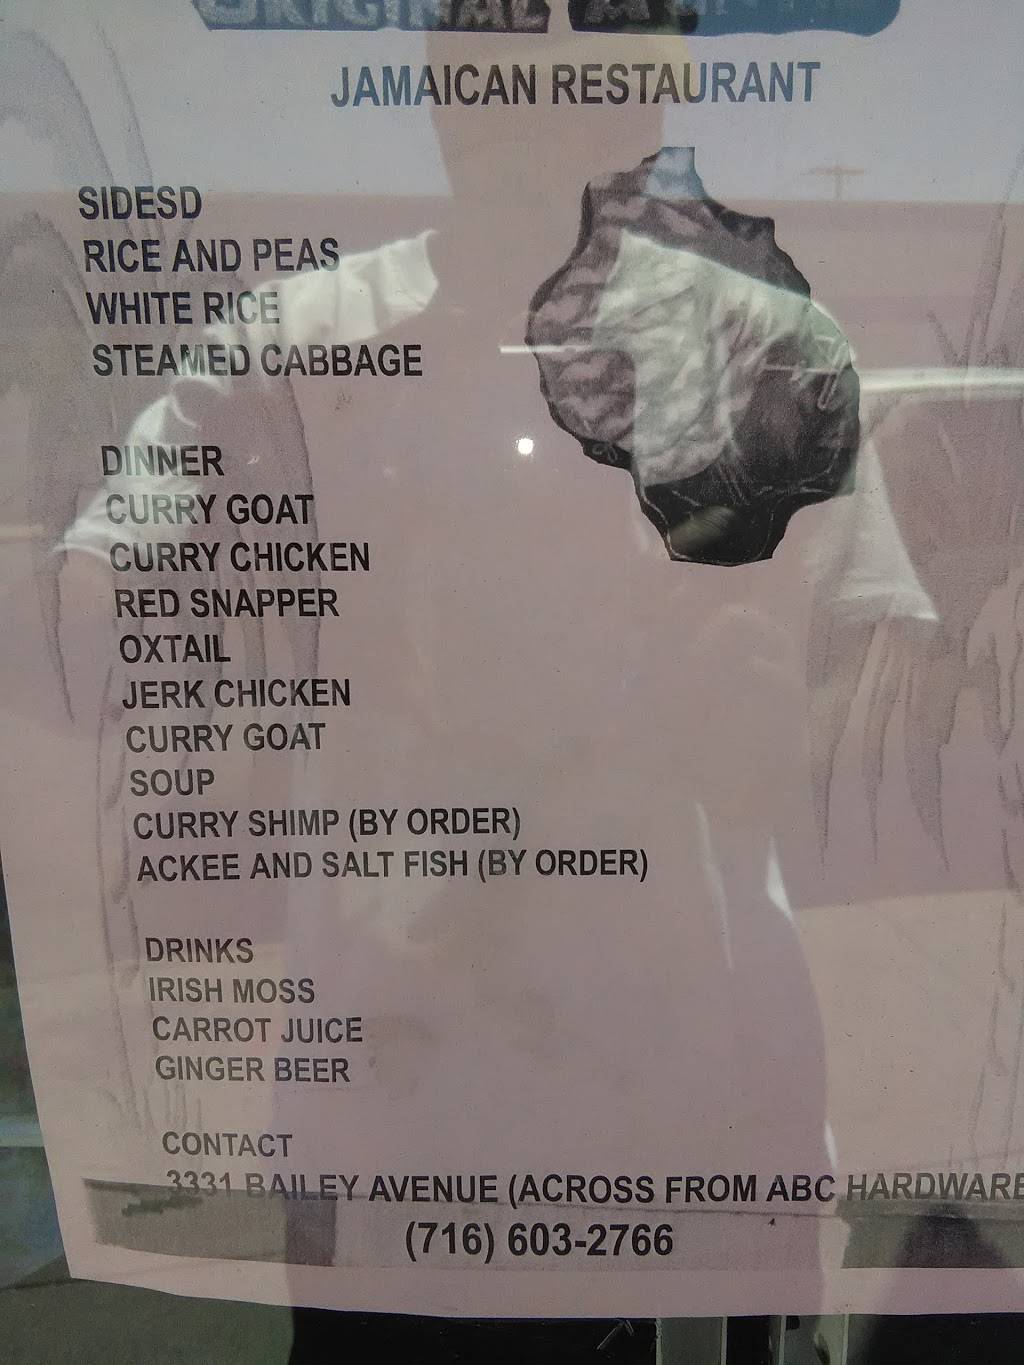 ORIGINAL
JAMAICAN RESTAURANT
SIDESD
RICE AND PEAS
WHITE RICE
STEAMED CABBAGE
DINNER
CURRY GOAT
CURRY CHICKEN
RED SNAPPER
OXTAIL
JERK CHICKEN
CURRY GOAT
SOUP
CURRY SHIMP (BY ORDER)
ACKEE AND SALT FISH (BY ORDER)
DRINKS
IRISH MOSS
CARROT JUICE
GINGER BEER
CONTACT
3331 BAILEY AVENUE (ACROSS FROM ABC HARDWARE
(716) 603-2766